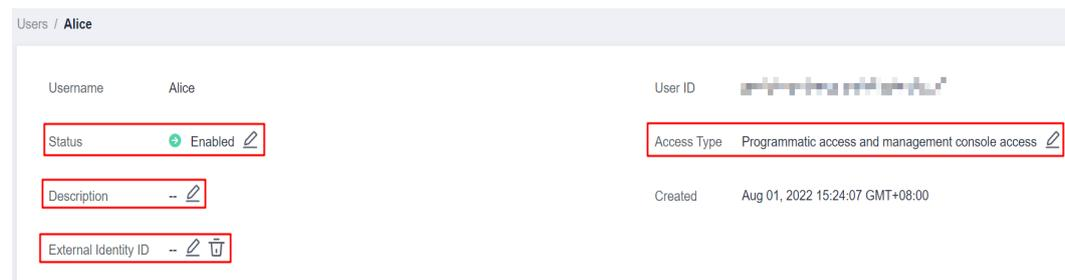 Users / Alice
Username Alice User ID
Status Enabled Access Type Programmatic access and management console access
Description -- Created Aug 01, 2022 15:24:07 GMT+08:00
External Identity ID --